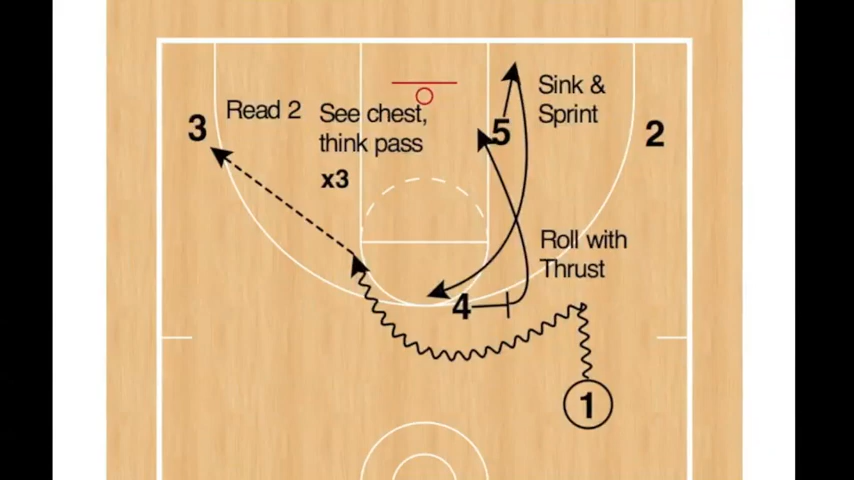 Sink &
Sprint
Read 2
See chest,
think pass
3
5
2
x3
Roll with
Thrust
4
1